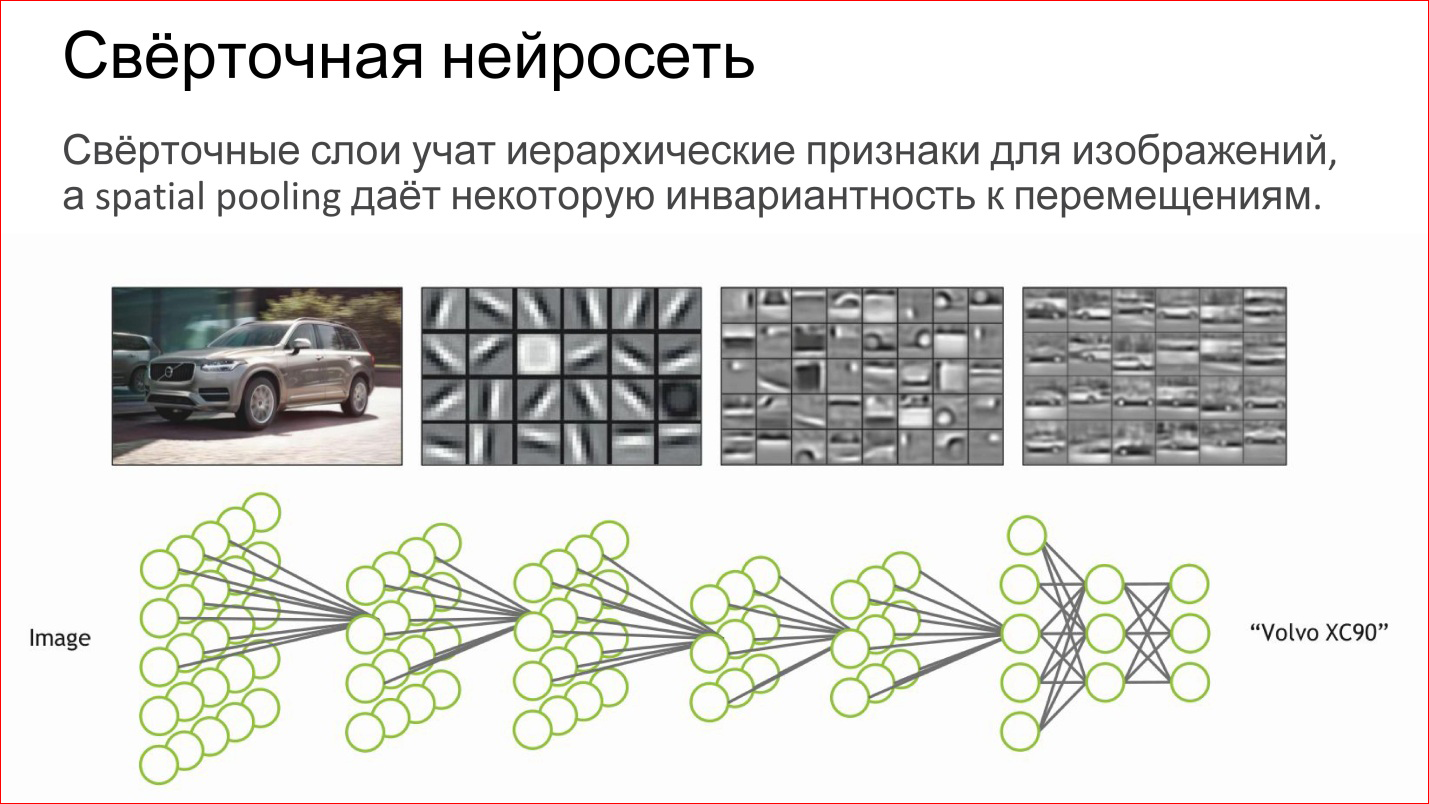 Свёрточная нейросеть
Свёрточные слои учат иерархические признаки для изображений,
а spatial pooling даёт некоторую инвариантность к перемещениям.
Image
“Volvo XC90”